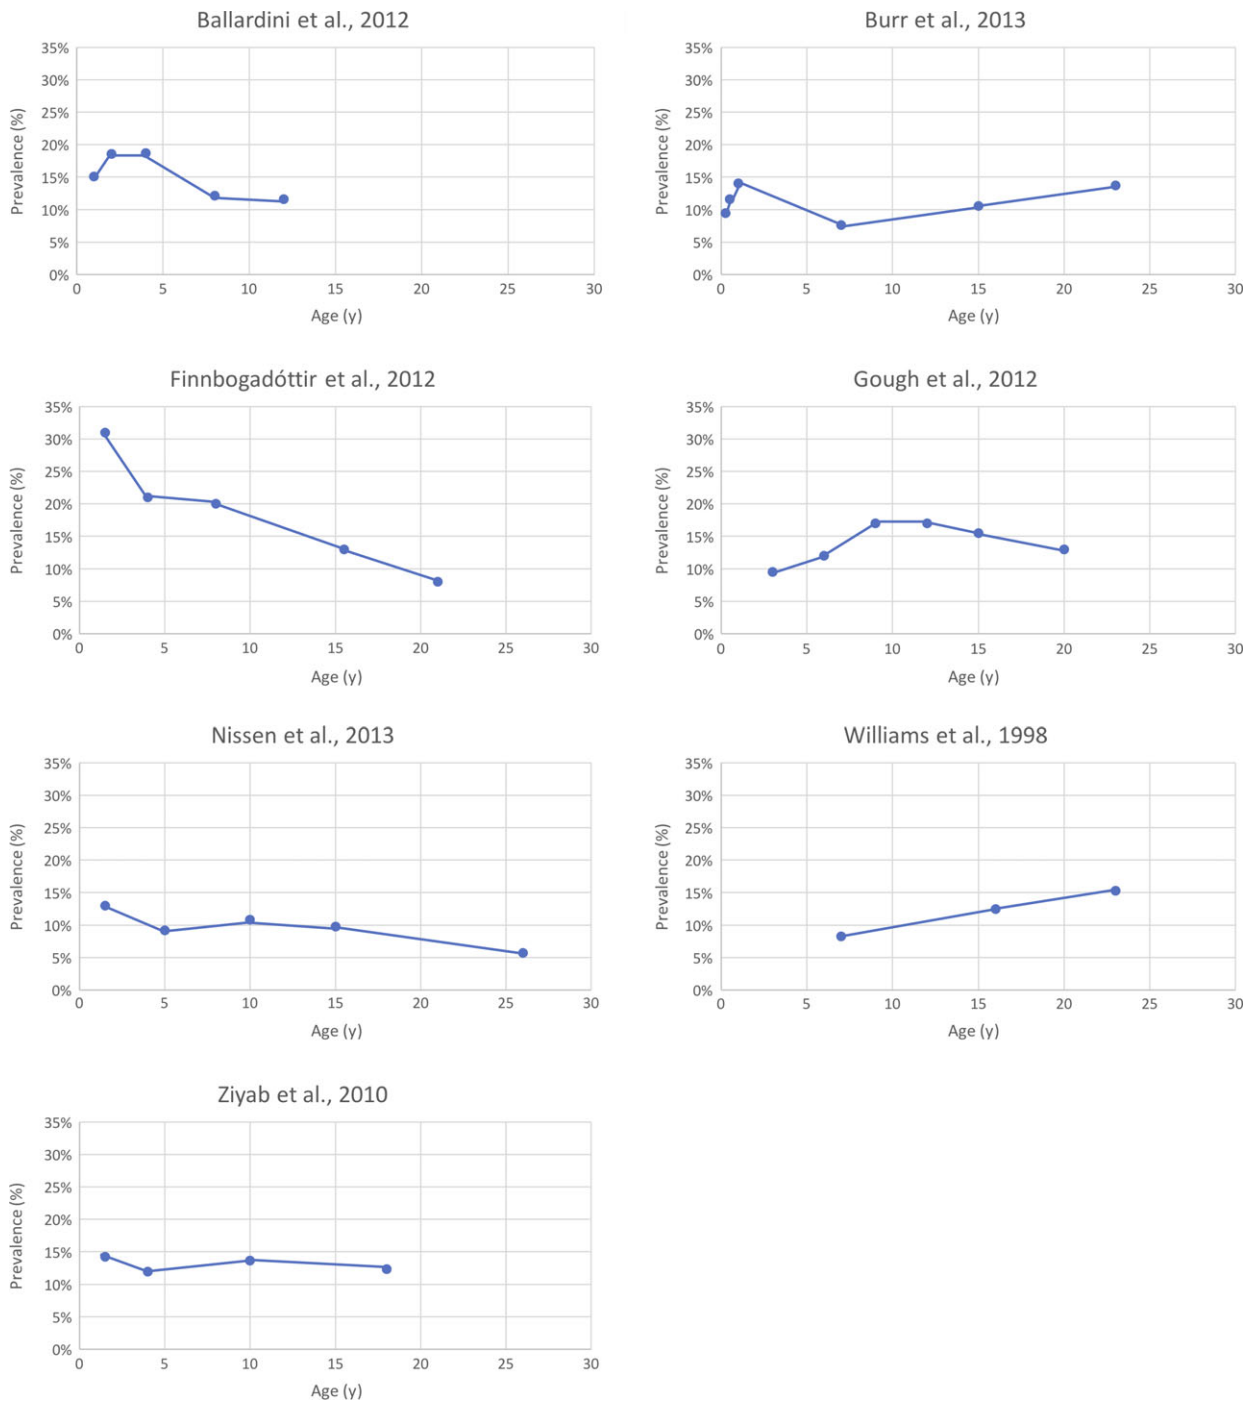 Ballardini et al., 2012
35%
30%
25%
20%
15%
10%
5%
0%
Prevalence (%)
0 5 10 15 20 25 30
Age (y)
Burr et al., 2013
35%
30%
25%
20%
15%
10%
5%
0%
Prevalence (%)
0 5 10 15 20 25 30
Age (y)
Finnbogadóttir et al., 2012
35%
30%
25%
20%
15%
10%
5%
0%
Prevalence (%)
0 5 10 15 20 25 30
Age (y)
Gough et al., 2012
35%
30%
25%
20%
15%
10%
5%
0%
Prevalence (%)
0 5 10 15 20 25 30
Age (y)
Nissen et al., 2013
35%
30%
25%
20%
15%
10%
5%
0%
Prevalence (%)
0 5 10 15 20 25 30
Age (y)
Williams et al., 1998
35%
30%
25%
20%
15%
10%
5%
0%
Prevalence (%)
0 5 10 15 20 25 30
Age (y)
Ziyab et al., 2010
35%
30%
25%
20%
15%
10%
5%
0%
Prevalence (%)
0 5 10 15 20 25 30
Age (y)